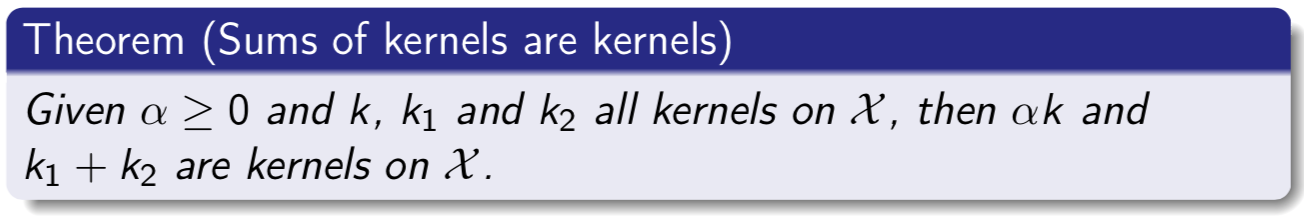 Theorem (Sums of kernels are kernels)
Given α ≥ 0 and k, k₁ and k₂ all kernels on 𝒳, then αk and
k₁ + k₂ are kernels on 𝒳.